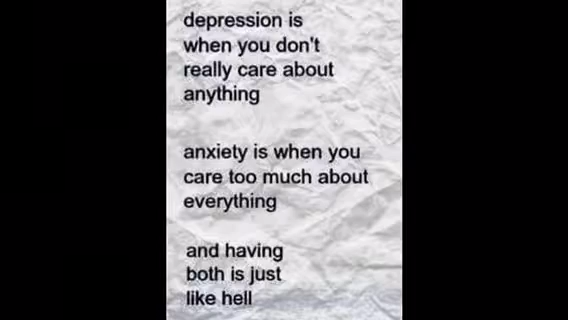 depression is
when you don't
really care about
anything
anxiety is when you
care too much about
everything
and having
both is just
like hell